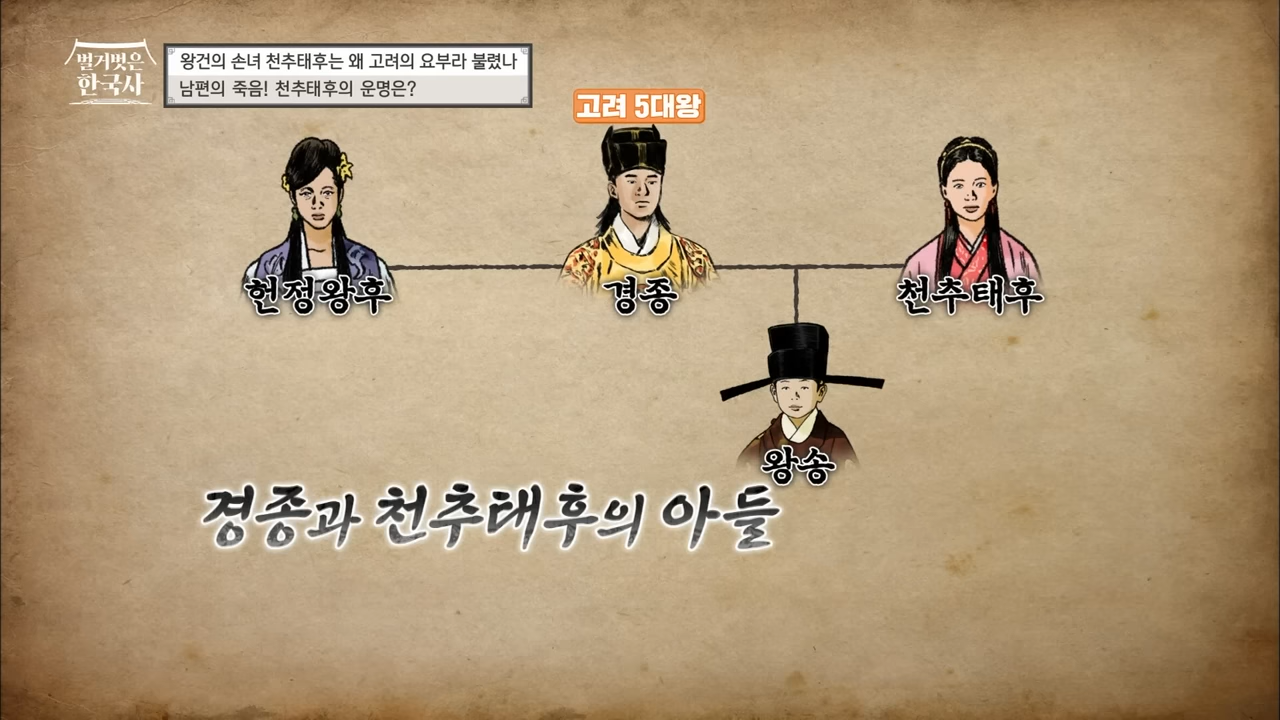 벌거벗은
한국사
왕건의 손녀 천추태후는 왜 고려의 요부라 불렸나
남편의 죽음! 천추태후의 운명은?
고려 5대왕
헌정왕후
경종
천추태후
왕송
경종과 천추태후의 아들